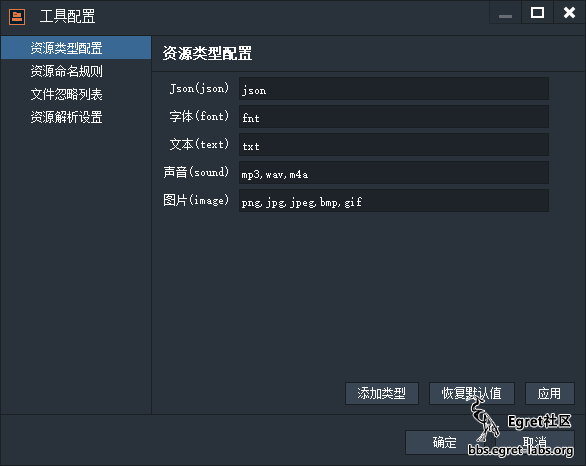 工具配置
资源类型配置
资源命名规则
文件忽略列表
资源解析设置
资源类型配置
Json(json) json
字体(font) fnt
文本(text) txt
声音(sound) mp3,wav,m4a
图片(image) png,jpg,jpeg,bmp,gif
添加类型 恢复默认值 应用
确定 取消
Egret社区
bbs.egret-labs.org